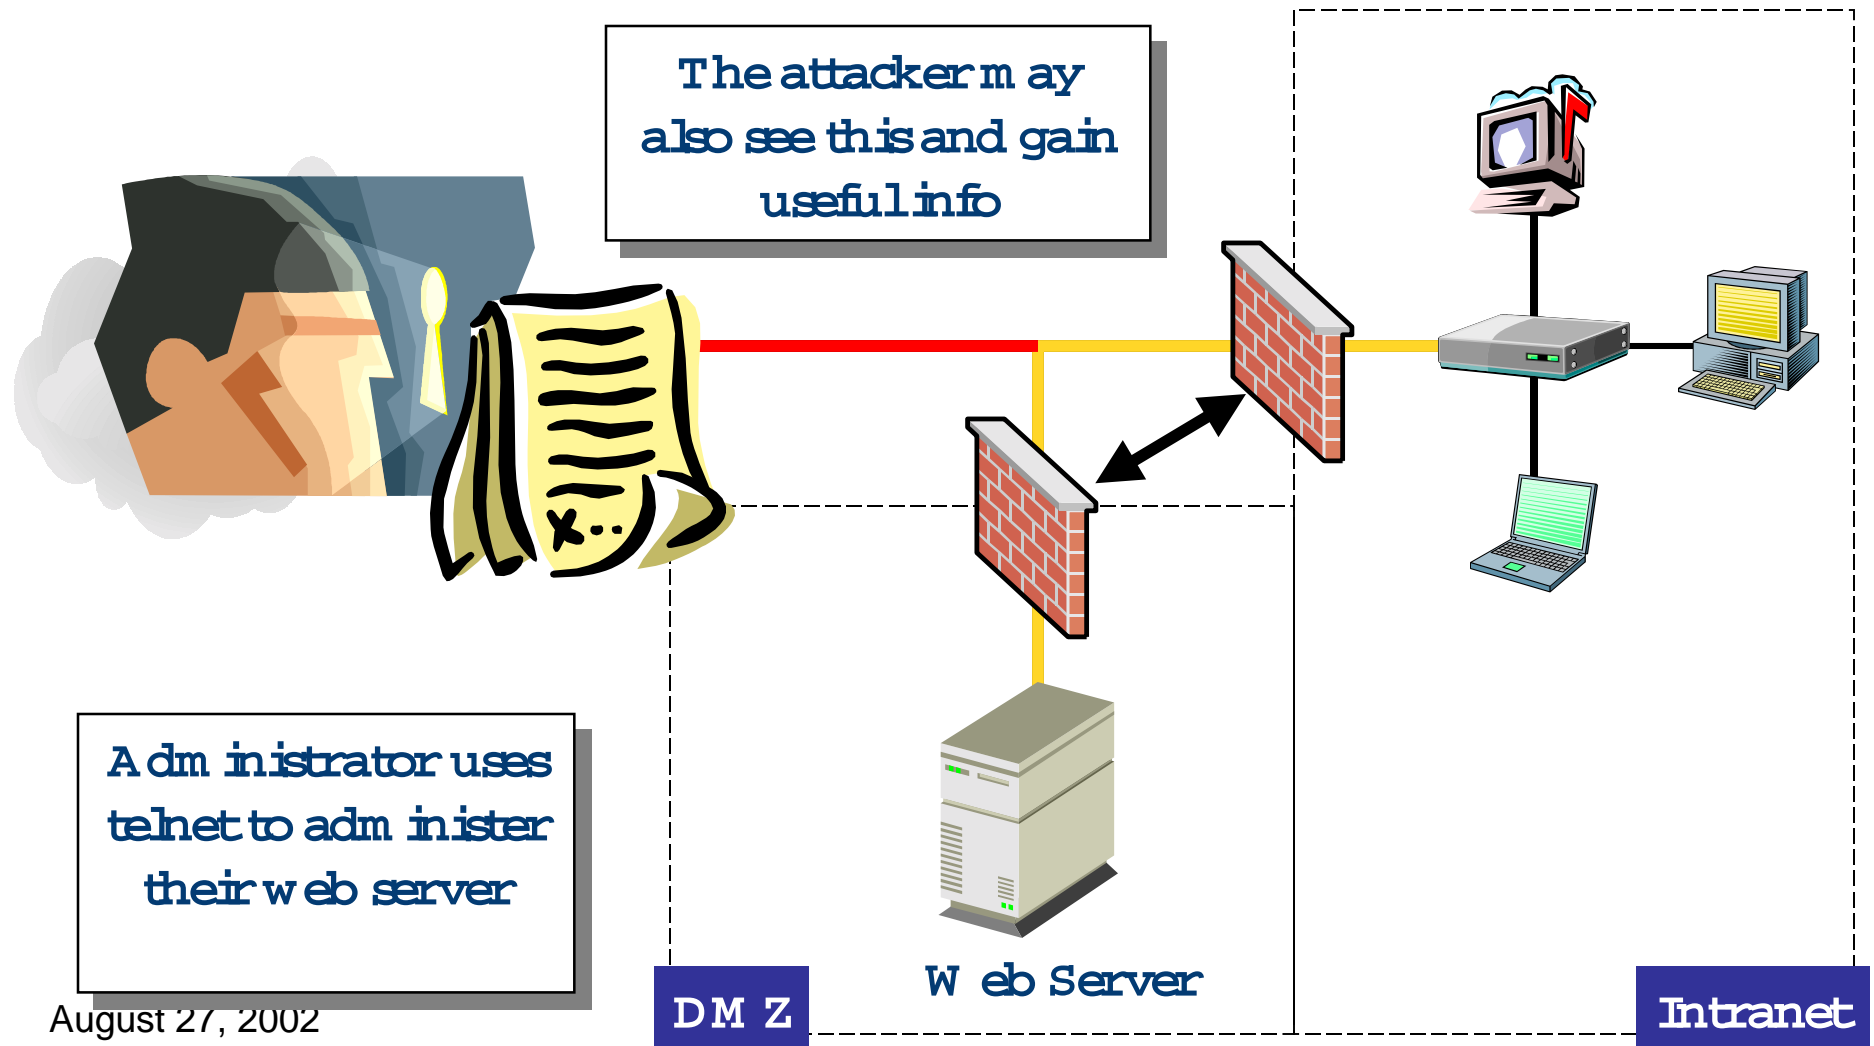 The attacker may
also see this and gain
useful info
Administrator uses
telnet to administer
their web server
Web Server
DMZ
Intranet
August 27, 2002